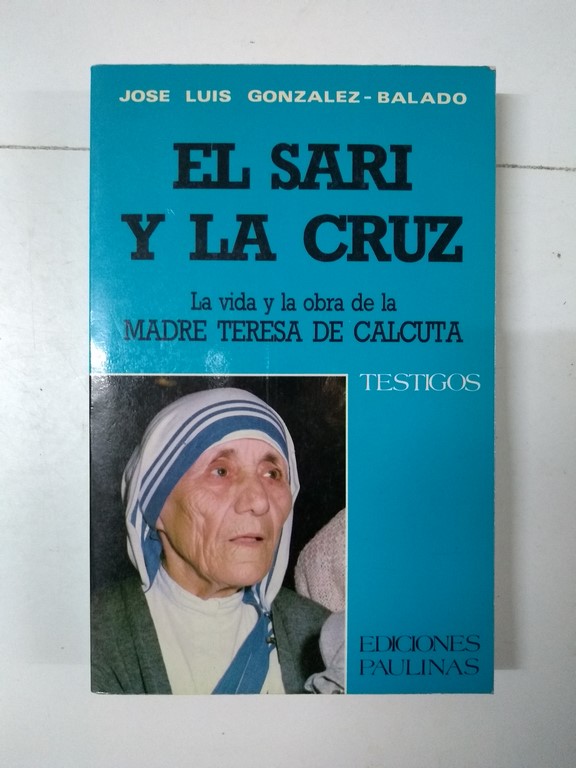 JOSE LUIS GONZALEZ-BALADO
EL SARI
Y LA CRUZ
La vida y la obra de la
MADRE TERESA DE CALCUTA
TESTIGOS
EDICIONES
PAULINAS